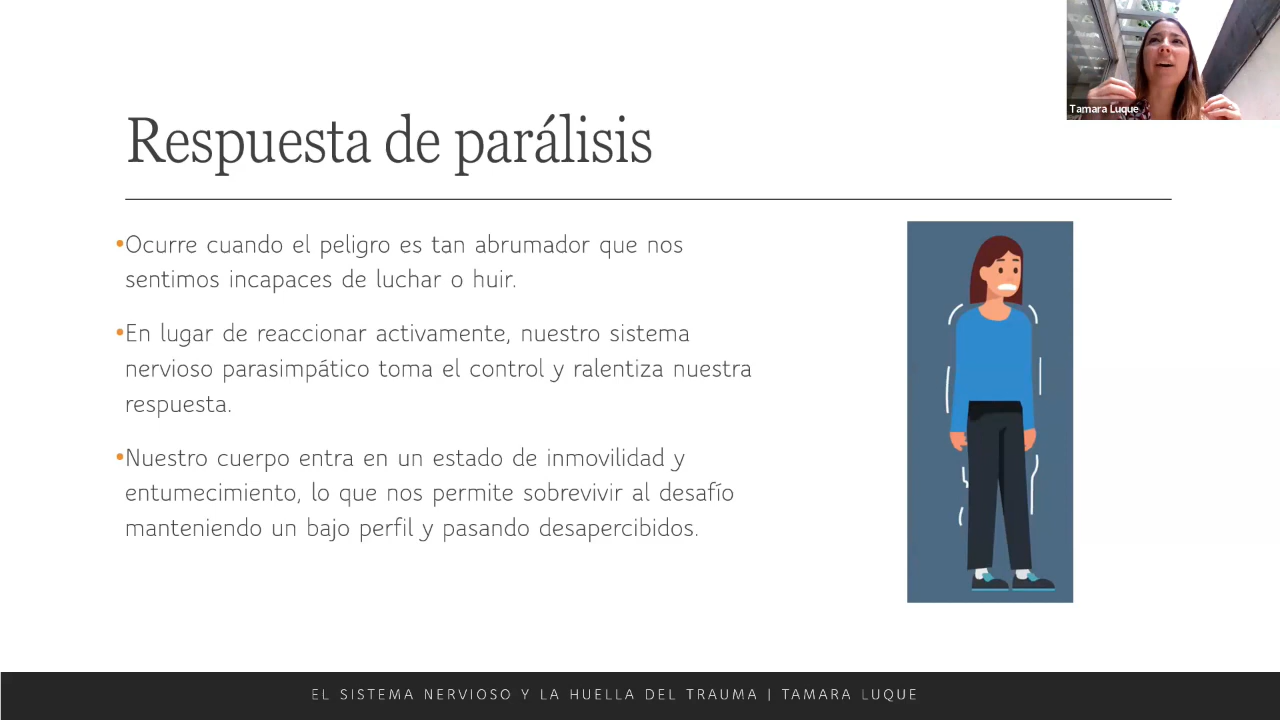 Tamara Luque
Respuesta de parálisis
•Ocurre cuando el peligro es tan abrumador que nos
sentimos incapaces de luchar o huir.
•En lugar de reaccionar activamente, nuestro sistema
nervioso parasimpático toma el control y ralentiza nuestra
respuesta.
•Nuestro cuerpo entra en un estado de inmovilidad y
entumecimiento, lo que nos permite sobrevivir al desafío
manteniendo un bajo perfil y pasando desapercibidos.
EL SISTEMA NERVIOSO Y LA HUELLA DEL TRAUMA | TAMARA LUQUE